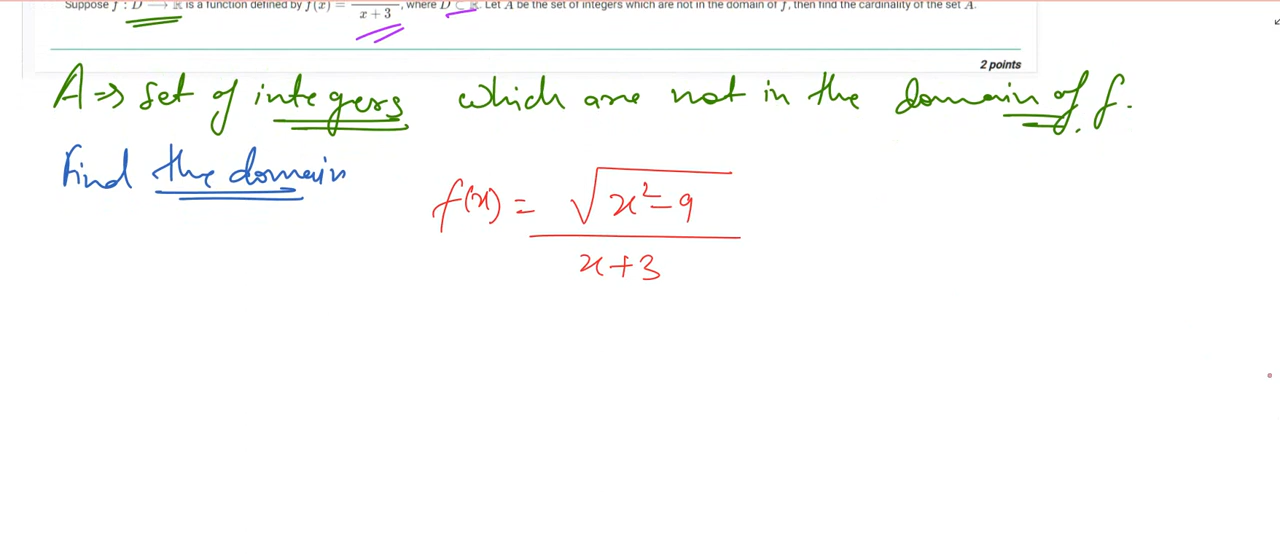 Suppose f : D → ℝ is a function defined by f(x) = x + 3, where D ⊂ ℝ. Let A be the set of integers which are not in the domain of f, then find the cardinality of the set A.
2 points
A ⇒ set of integers which are not in the domain of f.
Find the domain
f(x) = √(x² - 9) / (x + 3)